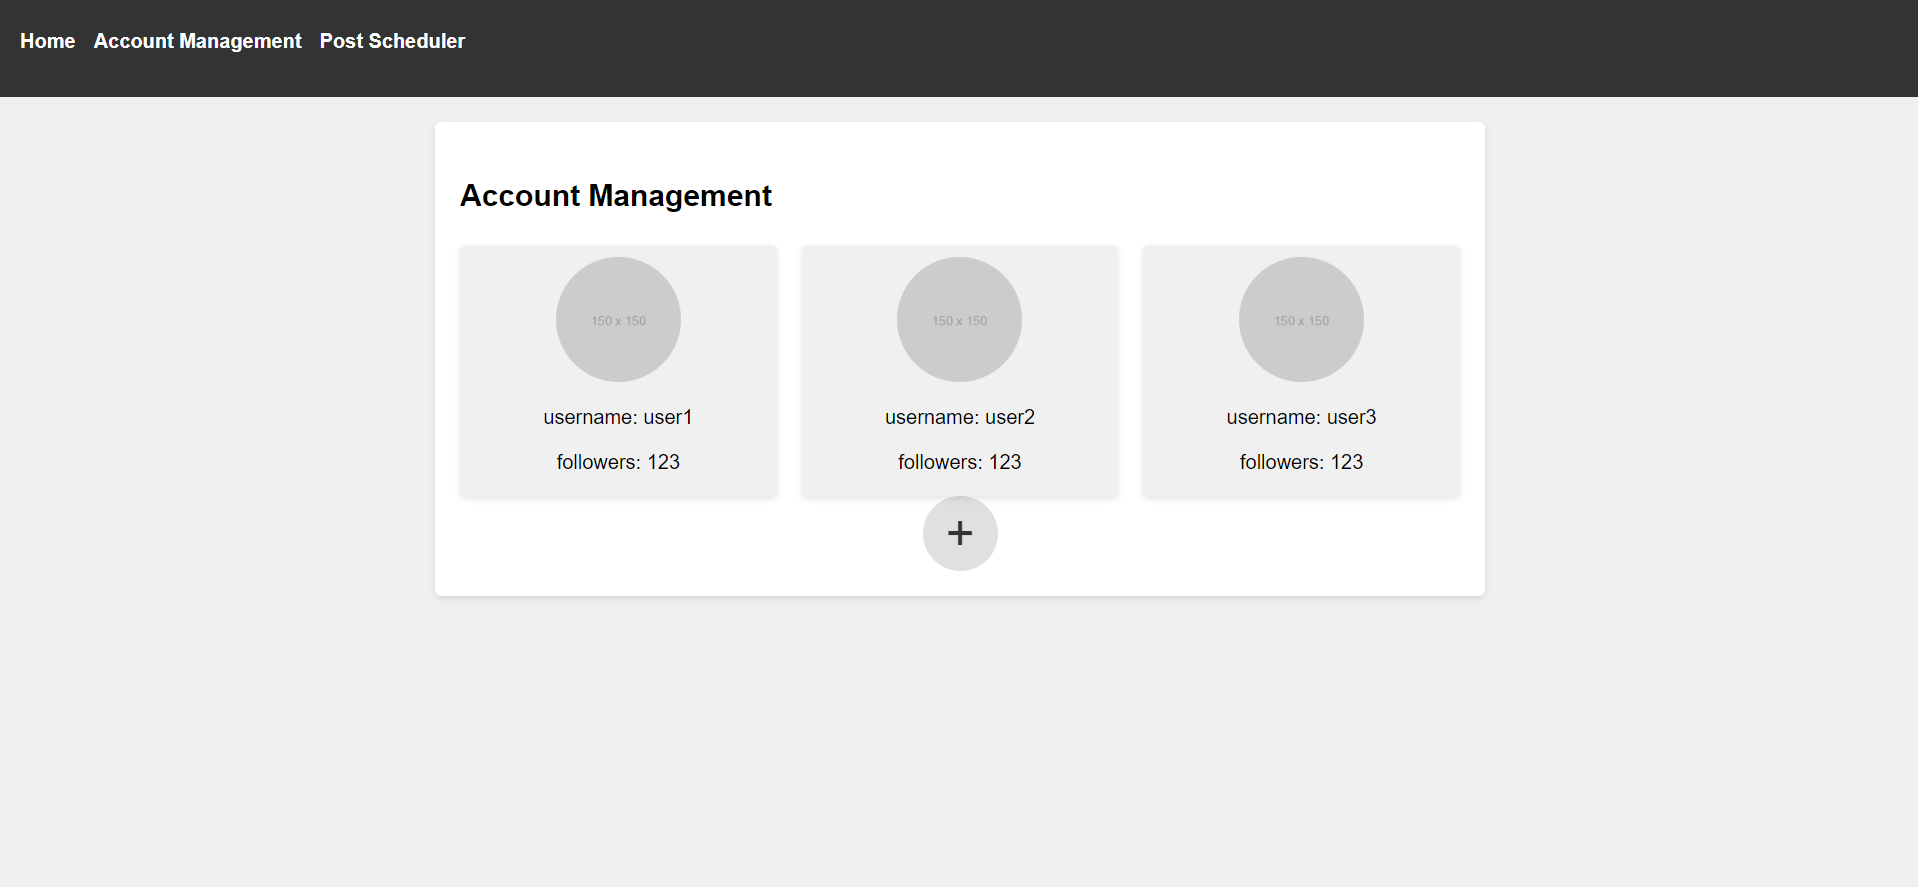 Home Account Management Post Scheduler
Account Management
150 x 150 150 x 150 150 x 150
username: user1 username: user2 username: user3
followers: 123 followers: 123 followers: 123
+